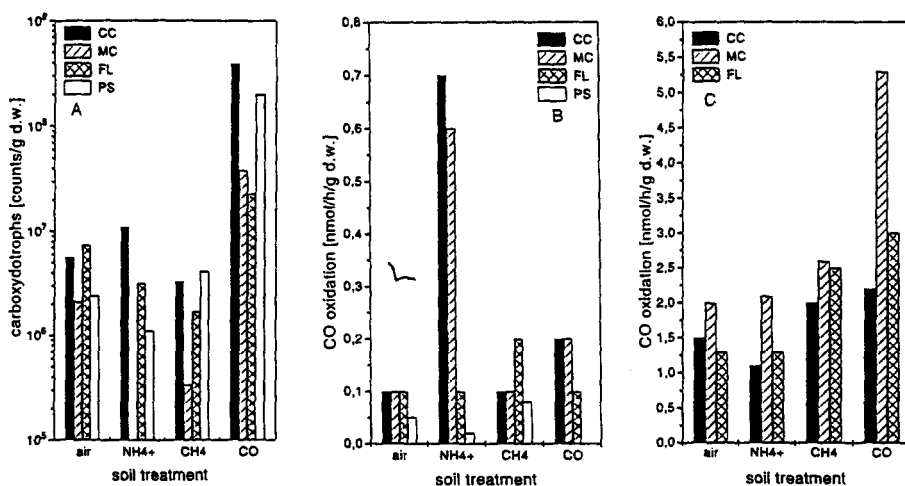 10⁹
10⁸
10⁷
10⁶
10⁵
carboxydotrophs [counts/g d.w.]
CC
MC
FL
PS
A
air NH4+ CH4 CO
soil treatment
0,8
0,7
0,6
0,5
0,4
0,3
0,2
0,1
0,0
CO oxidation [nmol/h/g d.w.]
CC
MC
FL
PS
B
air NH4+ CH4 CO
soil treatment
6,0
5,5
5,0
4,5
4,0
3,5
3,0
2,5
2,0
1,5
1,0
0,5
0,0
CO oxidation [nmol/h/g d.w.]
CC
MC
FL
C
air NH4+ CH4 CO
soil treatment